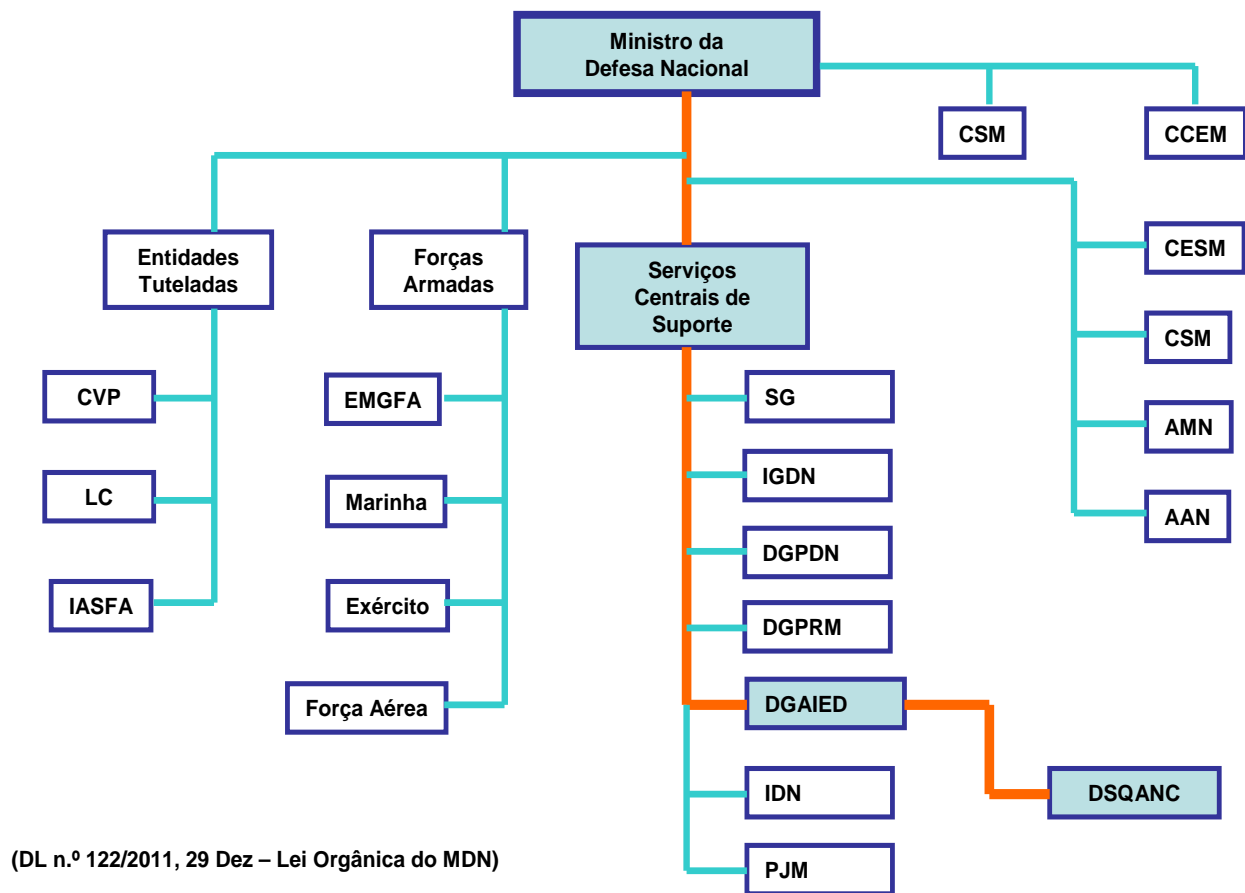 Ministro da
Defesa Nacional
CSM
CCEM
Entidades
Tuteladas
Forças
Armadas
Serviços
Centrais de
Suporte
CESM
CSM
AMN
AAN
CVP
LC
IASFA
EMGFA
Marinha
Exército
Força Aérea
SG
IGDN
DGPDN
DGPRM
DGAIED
IDN
PJM
DSQANC
(DL n.º 122/2011, 29 Dez – Lei Orgânica do MDN)